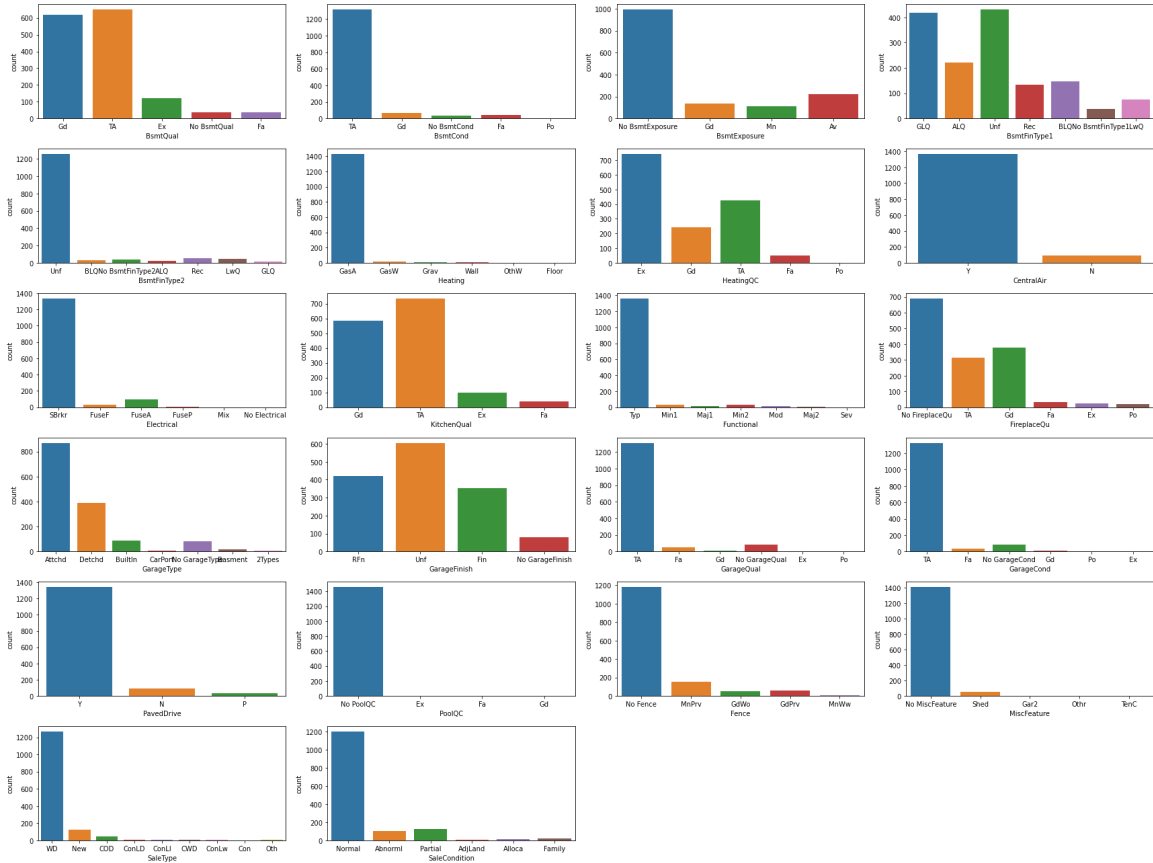 600
500
400
300
200
100
0
count
Gd TA Ex No BsmtQual Fa
BsmtQual
1200
1000
800
600
400
200
0
count
TA Gd No BsmtCond Fa Po
BsmtCond
1000
800
600
400
200
0
count
No BsmtExposure Gd Mn Av
BsmtExposure
400
300
200
100
0
count
GLQ ALQ Unf Rec BLQ No BsmtFinType1 LwQ
BsmtFinType1
1200
1000
800
600
400
200
0
count
Unf BLQ No BsmtFinType2 ALQ Rec LwQ GLQ
BsmtFinType2
1400
1200
1000
800
600
400
200
0
count
GasA GasW Grav Wall OthW Floor
Heating
700
600
500
400
300
200
100
0
count
Ex Gd TA Fa Po
HeatingQC
1400
1200
1000
800
600
400
200
0
count
Y N
CentralAir
1400
1200
1000
800
600
400
200
0
count
SBrkr FuseF FuseA FuseP Mix No Electrical
Electrical
700
600
500
400
300
200
100
0
count
Gd TA Ex Fa
KitchenQual
1400
1200
1000
800
600
400
200
0
count
Typ Min1 Maj1 Min2 Mod Maj2 Sev
Functional
700
600
500
400
300
200
100
0
count
No FireplaceQu TA Gd Fa Ex Po
FireplaceQu
800
600
400
200
0
count
Attchd Detchd BuiltIn CarPort No GarageType Basment 2Types
GarageType
600
500
400
300
200
100
0
count
RFn Unf Fin No GarageFinish
GarageFinish
1200
1000
800
600
400
200
0
count
TA Fa Gd No GarageQual Ex Po
GarageQual
1200
1000
800
600
400
200
0
count
TA Fa No GarageCond Gd Po Ex
GarageCond
1400
1200
1000
800
600
400
200
0
count
Y N P
PavedDrive
1400
1200
1000
800
600
400
200
0
count
No PoolQC Ex Fa Gd
PoolQC
1200
1000
800
600
400
200
0
count
No Fence MnPrv GdWo GdPrv MnWw
Fence
1400
1200
1000
800
600
400
200
0
count
No MiscFeature Shed Gar2 Othr TenC
MiscFeature
1200
1000
800
600
400
200
0
count
WD New COD ConLD ConLI CWD ConLw Con Oth
SaleType
1200
1000
800
600
400
200
0
count
Normal Abnorml Partial AdjLand Alloca Family
SaleCondition